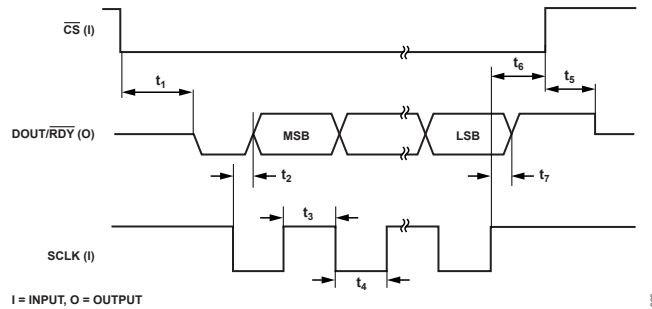 CS (I)
t6
t1
t5
DOUT/RDY (O)
MSB
LSB
t2
t7
t3
SCLK (I)
t4
I = INPUT, O = OUTPUT